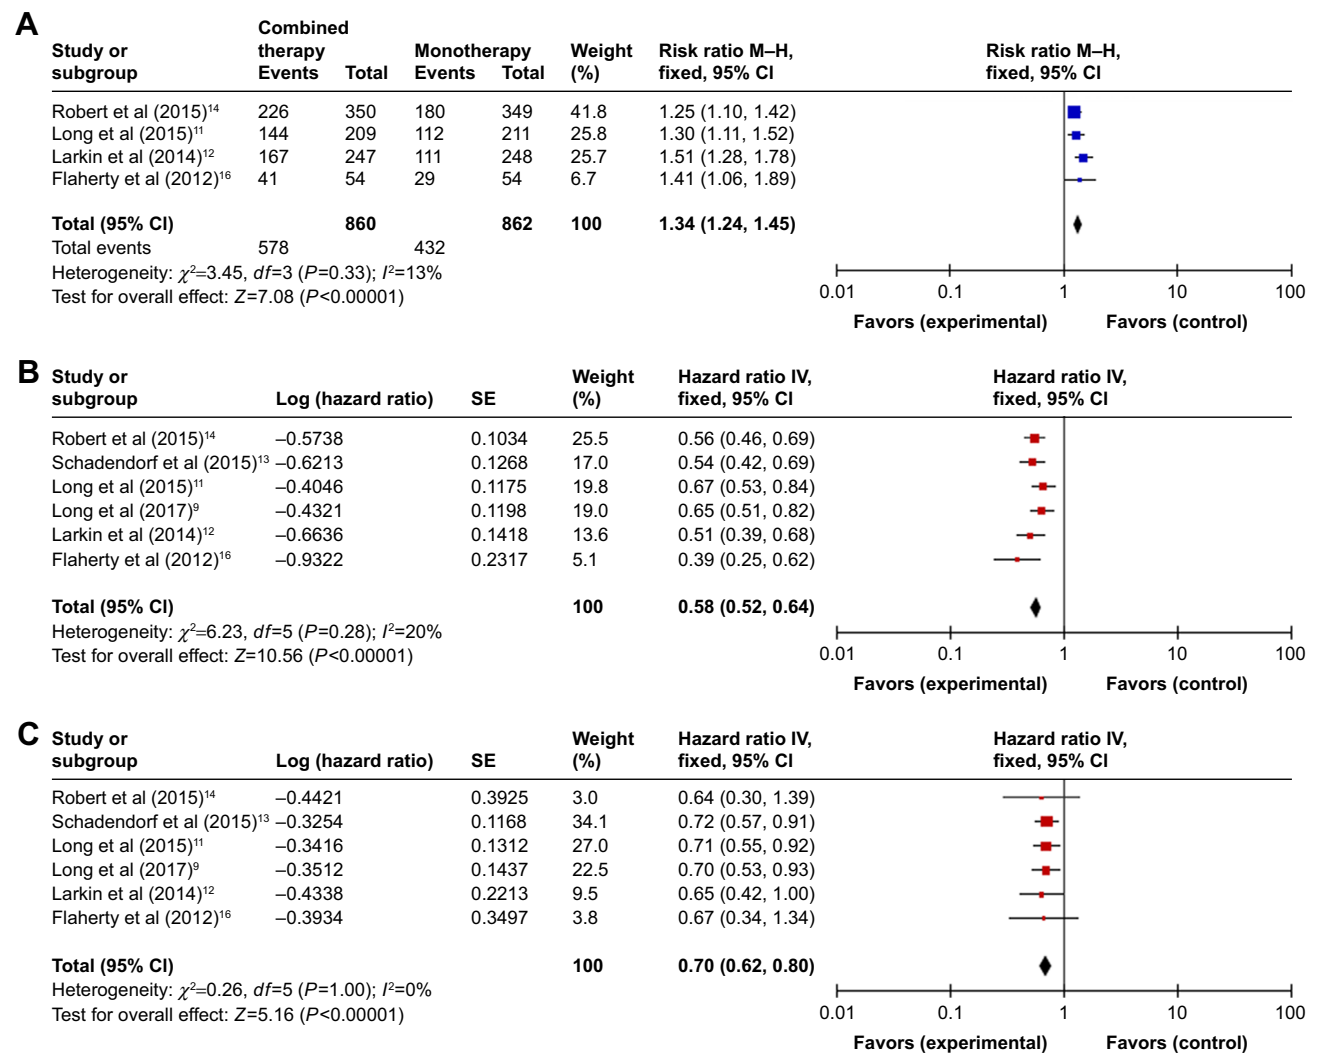 A
Study or subgroup Combined therapy Events Total Monotherapy Events Total Weight (%) Risk ratio M–H, fixed, 95% CI Risk ratio M–H, fixed, 95% CI
Robert et al (2015)14 226 350 180 349 41.8 1.25 (1.10, 1.42)
Long et al (2015)11 144 209 112 211 25.8 1.30 (1.11, 1.52)
Larkin et al (2014)12 167 247 111 248 25.7 1.51 (1.28, 1.78)
Flaherty et al (2012)16 41 54 29 54 6.7 1.41 (1.06, 1.89)
Total (95% CI) 860 862 100 1.34 (1.24, 1.45)
Total events 578 432
Heterogeneity: χ2=3.45, df=3 (P=0.33); I2=13%
Test for overall effect: Z=7.08 (P<0.00001)
0.01 0.1 1 10 100
Favors (experimental) Favors (control)
B
Study or subgroup Log (hazard ratio) SE Weight (%) Hazard ratio IV, fixed, 95% CI Hazard ratio IV, fixed, 95% CI
Robert et al (2015)14 –0.5738 0.1034 25.5 0.56 (0.46, 0.69)
Schadendorf et al (2015)13 –0.6213 0.1268 17.0 0.54 (0.42, 0.69)
Long et al (2015)11 –0.4046 0.1175 19.8 0.67 (0.53, 0.84)
Long et al (2017)9 –0.4321 0.1198 19.0 0.65 (0.51, 0.82)
Larkin et al (2014)12 –0.6636 0.1418 13.6 0.51 (0.39, 0.68)
Flaherty et al (2012)16 –0.9322 0.2317 5.1 0.39 (0.25, 0.62)
Total (95% CI) 100 0.58 (0.52, 0.64)
Heterogeneity: χ2=6.23, df=5 (P=0.28); I2=20%
Test for overall effect: Z=10.56 (P<0.00001)
0.01 0.1 1 10 100
Favors (experimental) Favors (control)
C
Study or subgroup Log (hazard ratio) SE Weight (%) Hazard ratio IV, fixed, 95% CI Hazard ratio IV, fixed, 95% CI
Robert et al (2015)14 –0.4421 0.3925 3.0 0.64 (0.30, 1.39)
Schadendorf et al (2015)13 –0.3254 0.1168 34.1 0.72 (0.57, 0.91)
Long et al (2015)11 –0.3416 0.1312 27.0 0.71 (0.55, 0.92)
Long et al (2017)9 –0.3512 0.1437 22.5 0.70 (0.53, 0.93)
Larkin et al (2014)12 –0.4338 0.2213 9.5 0.65 (0.42, 1.00)
Flaherty et al (2012)16 –0.3934 0.3497 3.8 0.67 (0.34, 1.34)
Total (95% CI) 100 0.70 (0.62, 0.80)
Heterogeneity: χ2=0.26, df=5 (P=1.00); I2=0%
Test for overall effect: Z=5.16 (P<0.00001)
0.01 0.1 1 10 100
Favors (experimental) Favors (control)